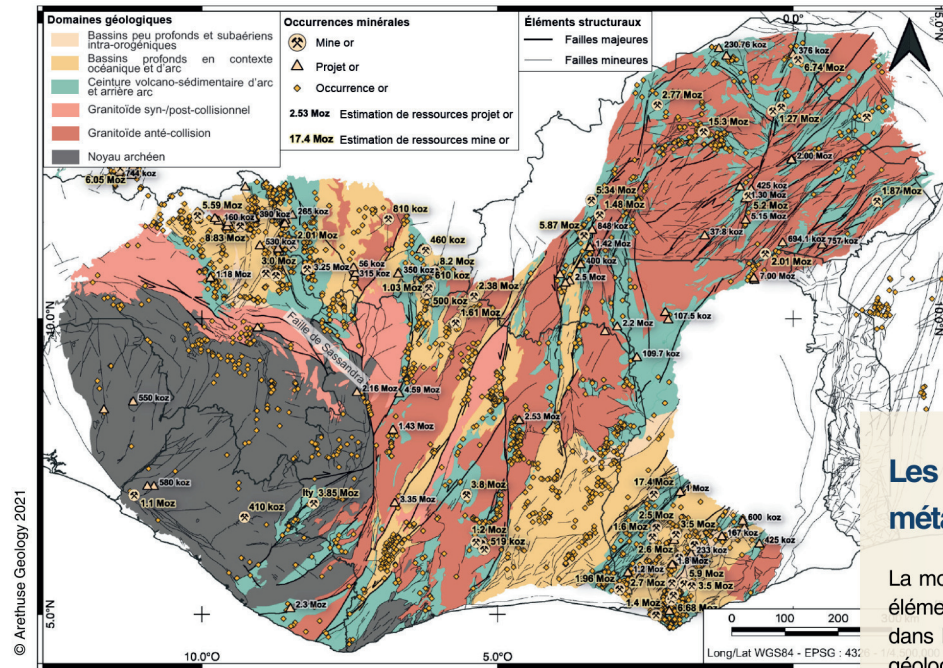 Domaines géologiques
Bassins peu profonds et subaériens
intra-orogéniques
Bassins profonds en contexte
océanique et d'arc
Ceinture volcano-sédimentaire d'arc
et arrière arc
Granitoïde syn-/post-collisionnel
Granitoïde anté-collision
Noyau archéen
Occurrences minérales
Mine or
Projet or
Occurrence or
2.53 Moz Estimation de ressources projet or
17.4 Moz Estimation de ressources mine or
Éléments structuraux
Failles majeures
Failles mineures
0.0°
15.0°N
230.76 koz
376 koz
6.74 Moz
2.77 Moz
1.27 Moz
15.3 Moz
2.00 Moz
744 koz
6.05 Moz
425 koz
1.30 Moz
5.2 Moz
5.15 Moz
1.87 Moz
5.34 Moz
1.48 Moz
5.59 Moz
160 koz
390 koz
265 koz
810 koz
5.87 Moz
848 koz
37.8 koz
694.1 koz
757 koz
8.83 Moz
2.01 Moz
530 koz
460 koz
1.42 Moz
2.01 Moz
3.0 Moz
3.25 Moz
56 koz
315 koz
8.2 Moz
350 koz
610 koz
400 koz
1.18 Moz
1.03 Moz
2.5 Moz
7.00 Moz
2.38 Moz
500 koz
1.61 Moz
107.5 koz
2.2 Moz
10.0°N
10.0°N
Faille de Sassandra
109.7 koz
2.16 Moz
4.59 Moz
550 koz
2.53 Moz
1.43 Moz
580 koz
1.1 Moz
410 koz
Ity 3.85 Moz
3.8 Moz
3.35 Moz
17.4 Moz
1 Moz
1.2 Moz
519 koz
2.5 Moz
1.6 Moz
3.5 Moz
600 koz
167 koz
425 koz
2.6 Moz
233 koz
1.8 Moz
1.2 Moz
5.9 Moz
1.96 Moz
2.7 Moz
3.5 Moz
1.4 Moz
6.68 Moz
2.3 Moz
5.0°N
10.0°
5.0°
0
50
100
300 km
Long/Lat WGS84 - EPSG : 4326 - 1/4 500 000
© Arethuse Geology 2021
Les
méta
La mo
éléme
dans
géolog